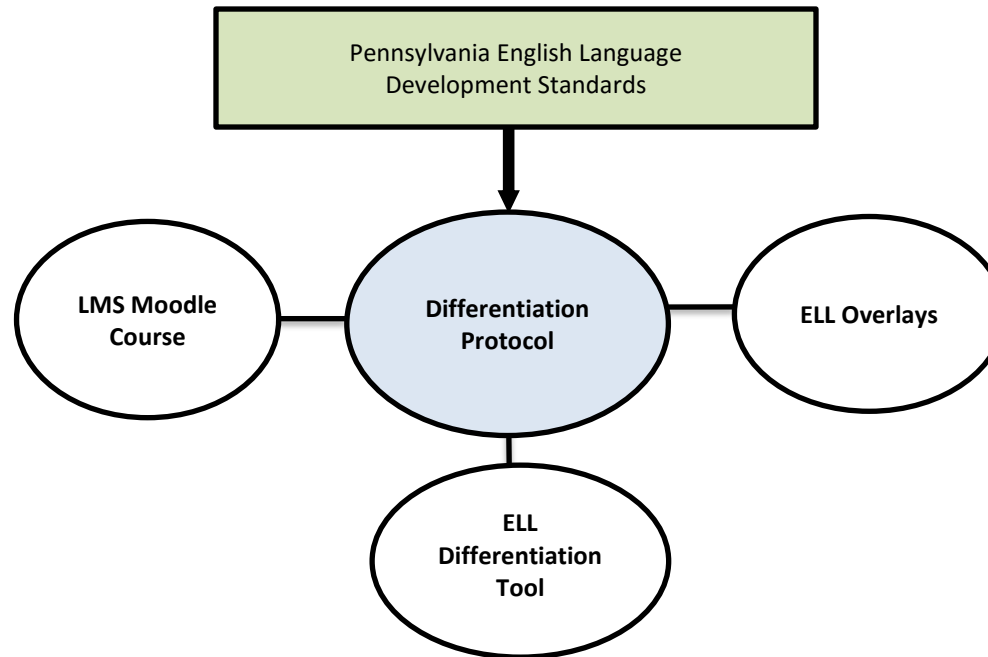 Pennsylvania English Language
Development Standards
LMS Moodle
Course
Differentiation
Protocol
ELL Overlays
ELL
Differentiation
Tool